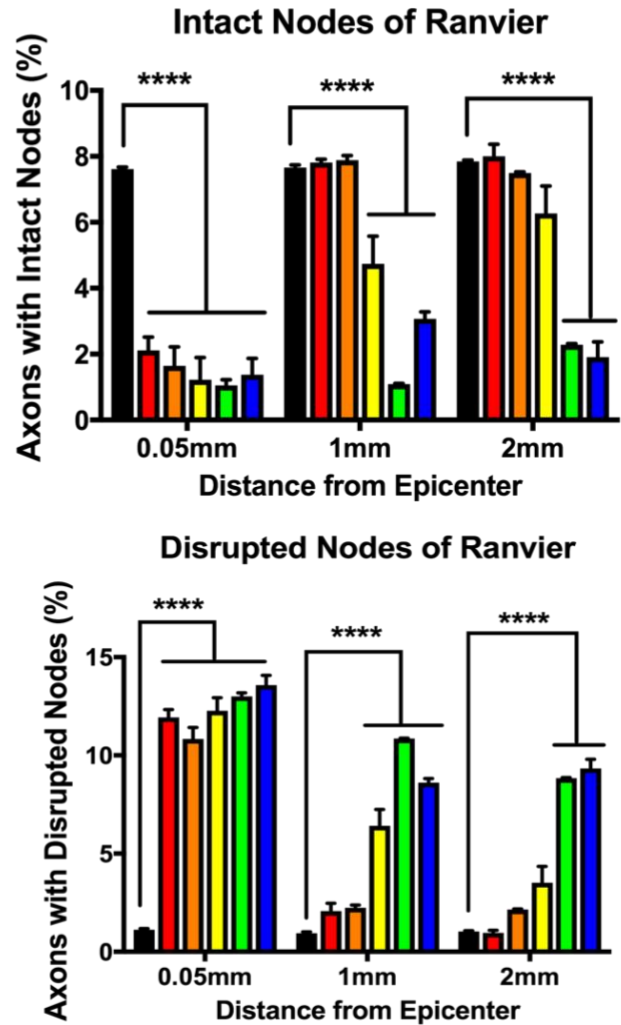 Intact Nodes of Ranvier
Axons with Intact Nodes (%)
****
****
****
10
8
6
4
2
0
0.05mm
1mm
2mm
Distance from Epicenter
Disrupted Nodes of Ranvier
Axons with Disrupted Nodes (%)
****
****
****
15
10
5
0
0.05mm
1mm
2mm
Distance from Epicenter